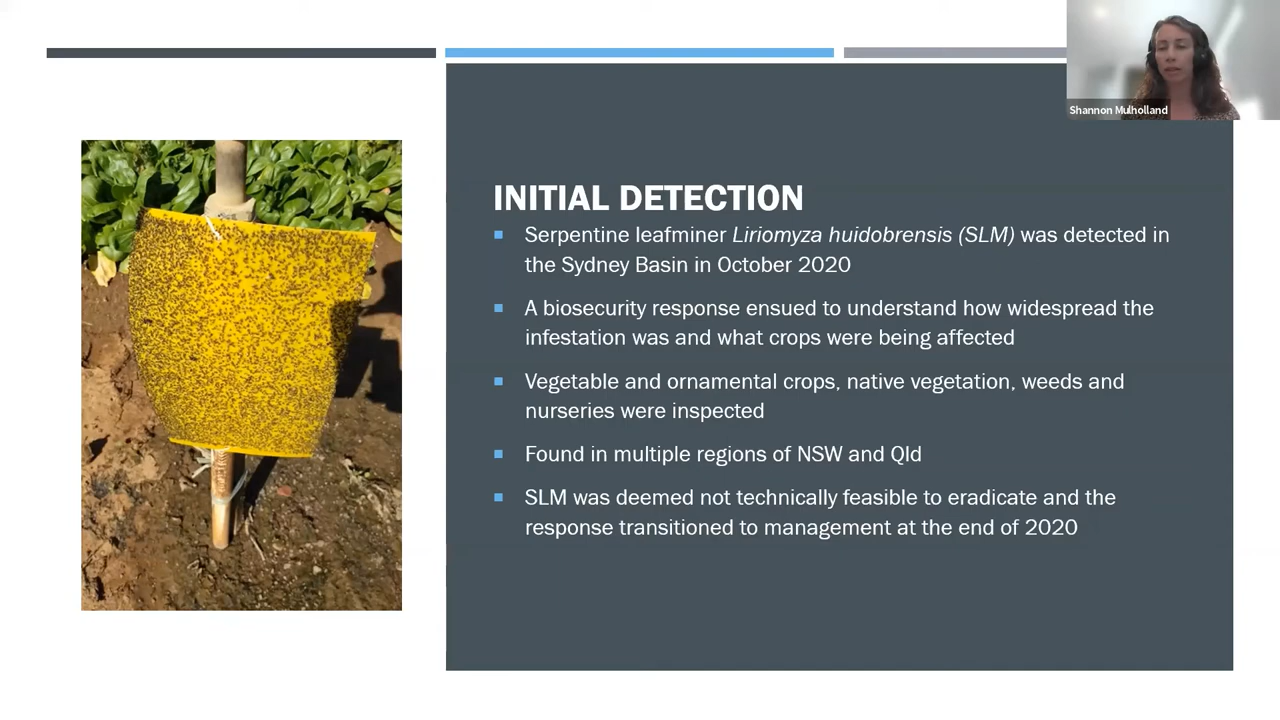 Shannon Mulholland
INITIAL DETECTION
Serpentine leafminer Liriomyza huidobrensis (SLM) was detected in
the Sydney Basin in October 2020
A biosecurity response ensued to understand how widespread the
infestation was and what crops were being affected
Vegetable and ornamental crops, native vegetation, weeds and
nurseries were inspected
Found in multiple regions of NSW and Qld
SLM was deemed not technically feasible to eradicate and the
response transitioned to management at the end of 2020